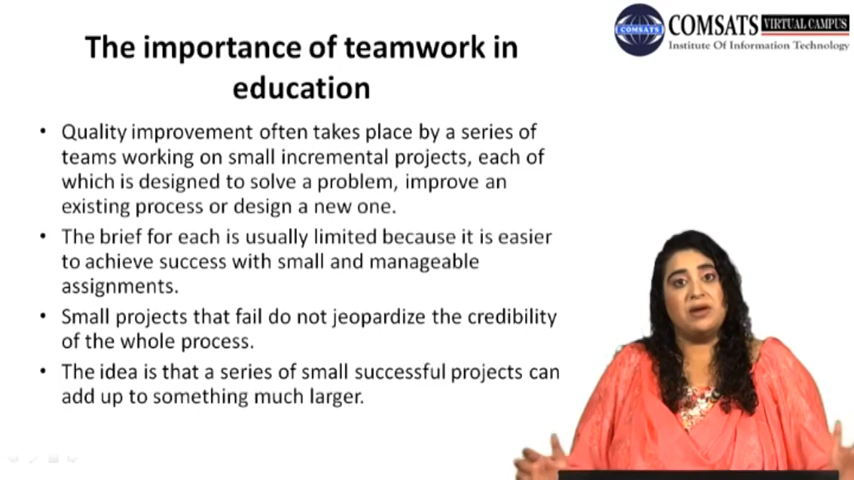 COMSATS VIRTUAL CAMPUS
COMSATS
Institute Of Information Technology
The importance of teamwork in
education
• Quality improvement often takes place by a series of
teams working on small incremental projects, each of
which is designed to solve a problem, improve an
existing process or design a new one.
• The brief for each is usually limited because it is easier
to achieve success with small and manageable
assignments.
• Small projects that fail do not jeopardize the credibility
of the whole process.
• The idea is that a series of small successful projects can
add up to something much larger.